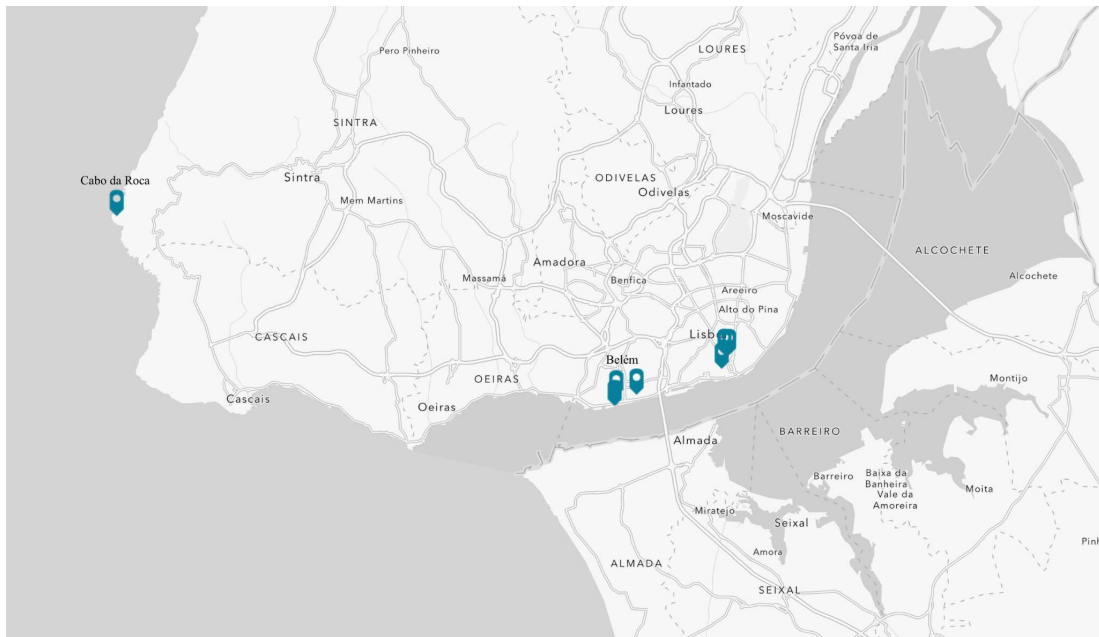 Póvoa de
Santa Iria
LOURES
Pero Pinheiro
Infantado
Loures
SINTRA
Sintra
ODIVELAS
Odivelas
Cabo da Roca
Mem Martins
Moscavide
ALCOCHETE
Amadora
Massamá
Benfica
Alcochete
Areeiro
Alto do Pina
CASCAIS
Belém
OEIRAS
Montijo
Cascais
Oeiras
BARREIRO
Almada
Barreiro
Baixa da
Banheira
Vale da
Amoreira
Moita
Miratejo
Seixal
Amora
ALMADA
SEIXAL